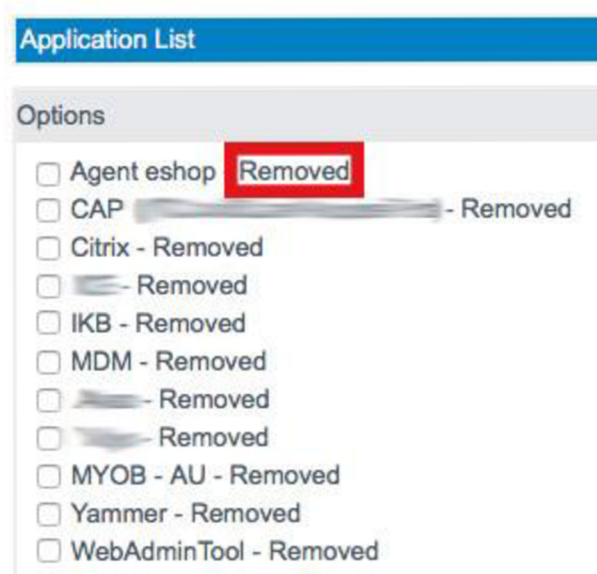 Application List
Options
Agent eshop Removed
CAP - Removed
Citrix - Removed
- Removed
IKB - Removed
MDM - Removed
- Removed
- Removed
MYOB - AU - Removed
Yammer - Removed
WebAdminTool - Removed